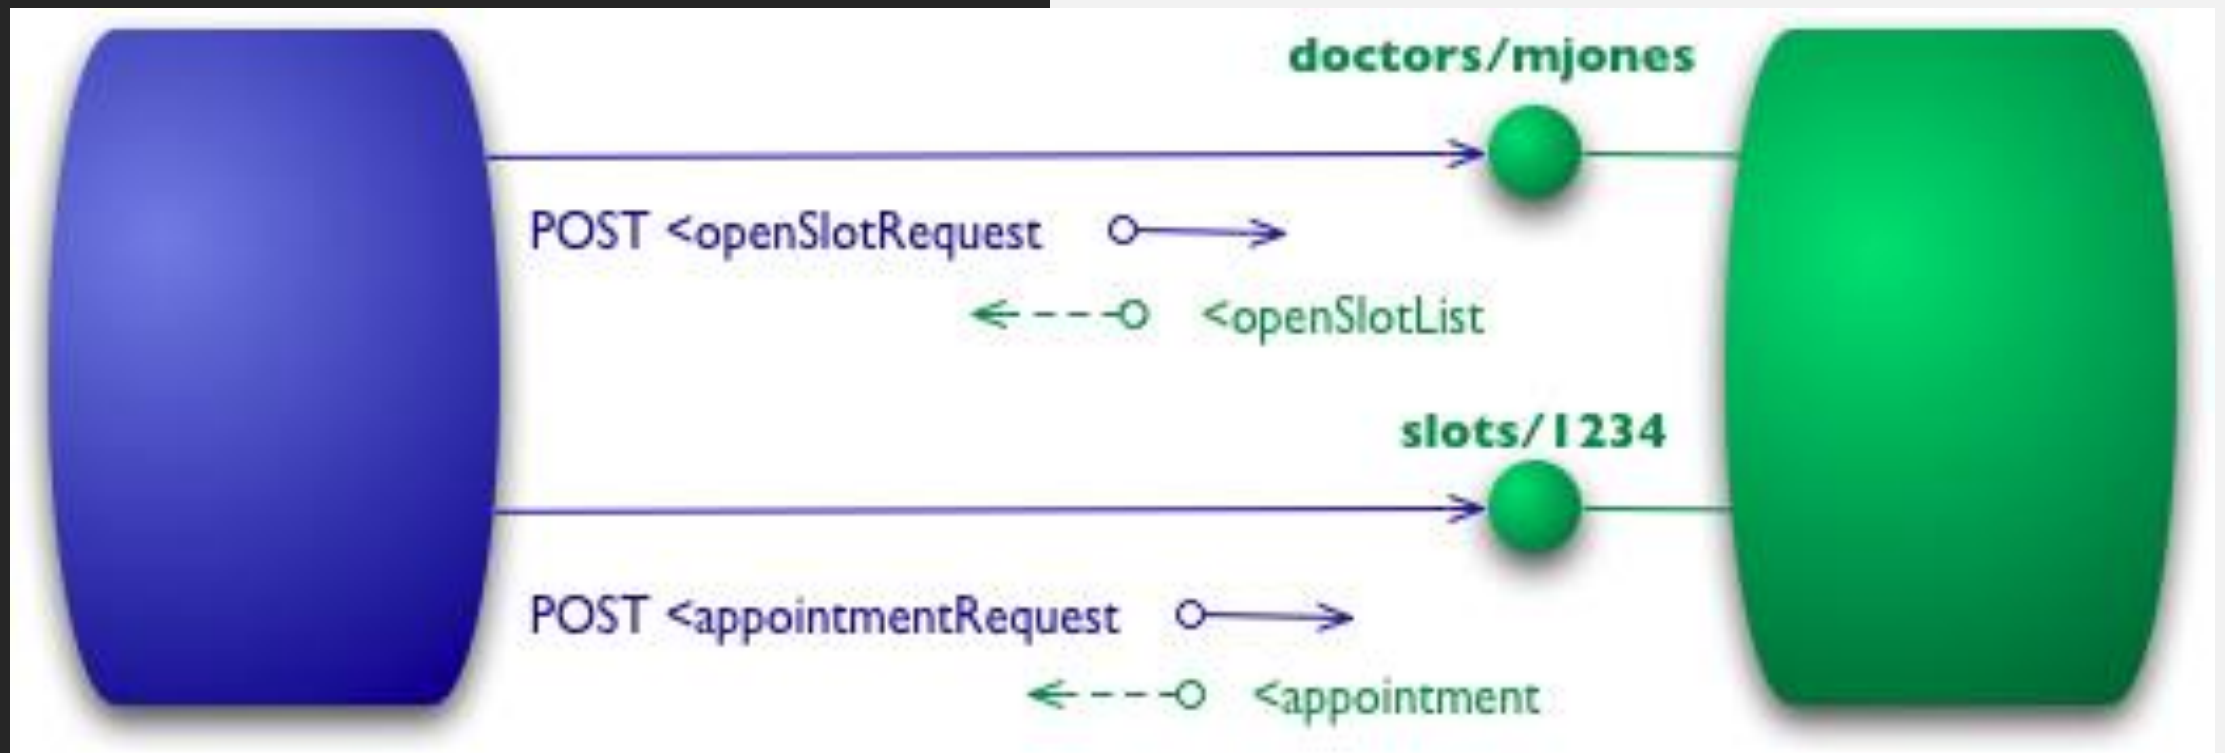 doctors/mjones
POST <openSlotRequest
<openSlotList
slots/1234
POST <appointmentRequest
<appointment